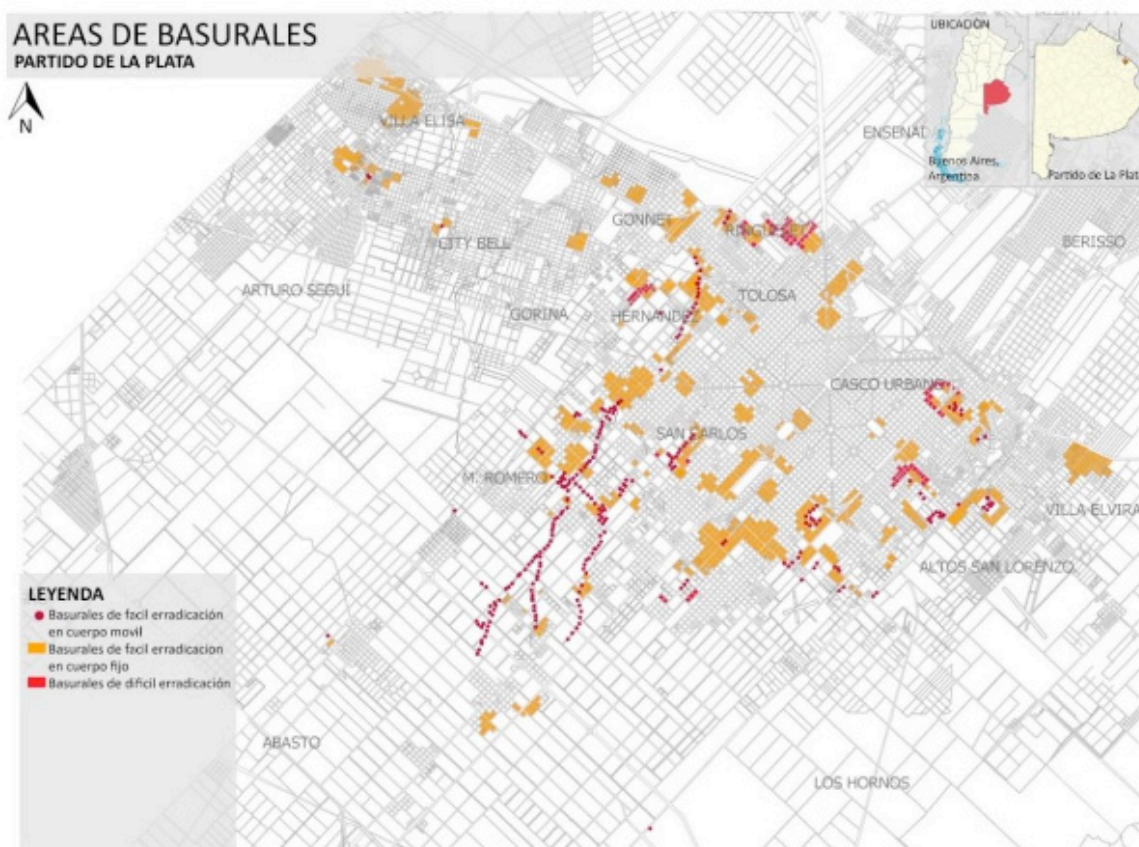 AREAS DE BASURALES
PARTIDO DE LA PLATA
N
UBICACIÓN
Buenos Aires,
Argentina
Partido de La Plata
VILLA ELISA
ENSENA
GONNET
CITY BELL
BERISSO
ARTURO SEGUI
TOLOSA
GORINA
HERNANDEZ
CASCO URBANO
SAN CARLOS
M. ROMERO
VILLA ELVIRA
ALTOS SAN LORENZO
ABASTO
LOS HORNOS
LEYENDA
Basurales de facil erradicación
en cuerpo movil
Basurales de facil erradicacion
en cuerpo fijo
Basurales de dificil erradicación